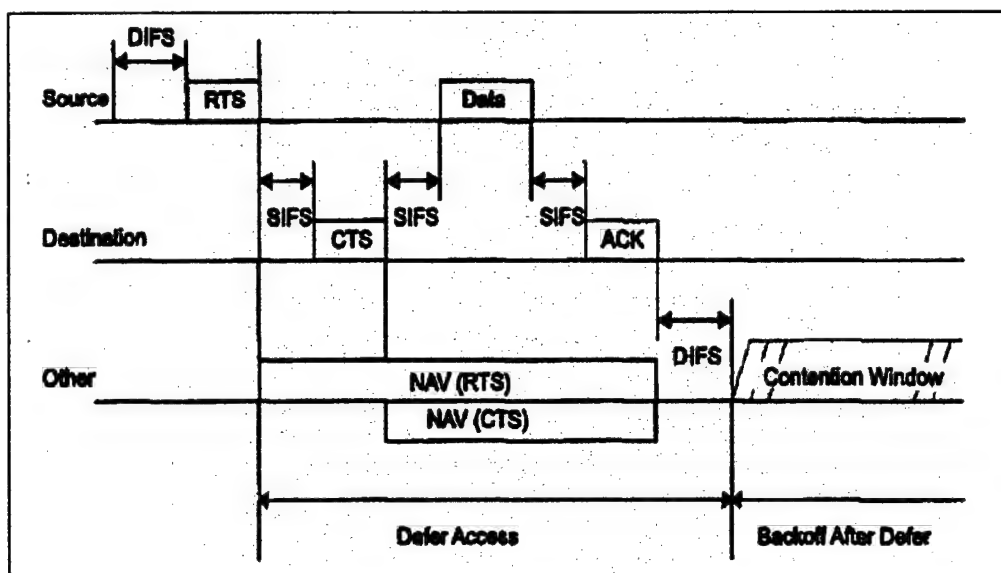 DIFS
Source
RTS
Data
SIFS
SIFS
SIFS
Destination
CTS
ACK
DIFS
Other
NAV (RTS)
Contention Window
NAV (CTS)
Defer Access
Backoff After Defer